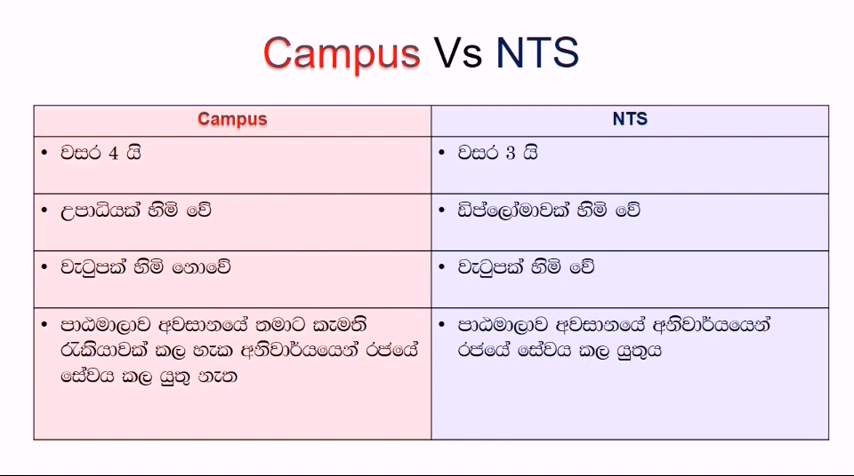 Campus Vs NTS
Campus
NTS
• වසර 4 යි
• වසර 3 යි
• උපාධියක් හිමි වේ
• ඩිප්ලෝමාවක් හිමි වේ
• වැටුපක් හිමි නොවේ
• වැටුපක් හිමි වේ
• පාඨමාලාව අවසානයේ තමාට කැමති
රැකියාවක් කල හැක අනිවාර්යයෙන් රජයේ
සේවය කල යුතු නැත
• පාඨමාලාව අවසානයේ අනිවාර්යයෙන්
රජයේ සේවය කල යුතුය